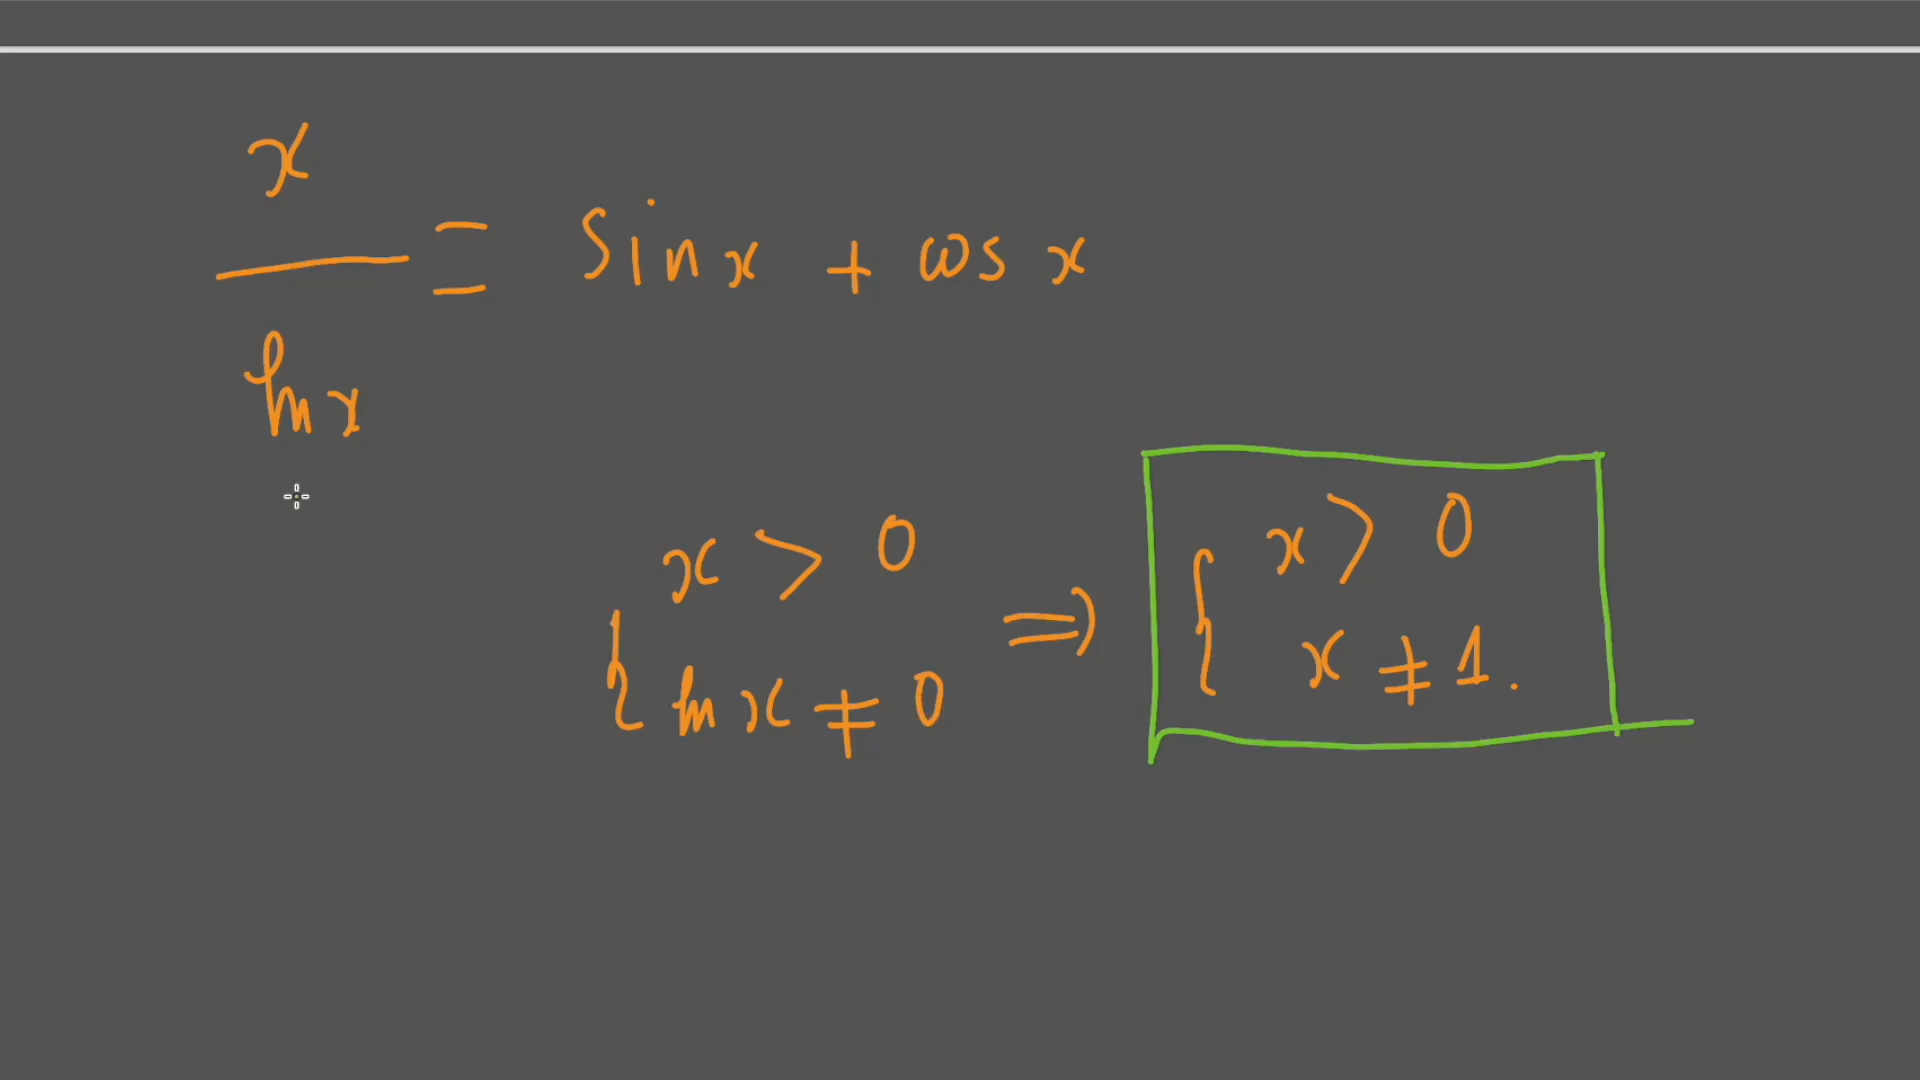 x
— = sin x + cos x
ln x
x > 0
{ ln x ≠ 0
⇒
{ x > 0
x ≠ 1.